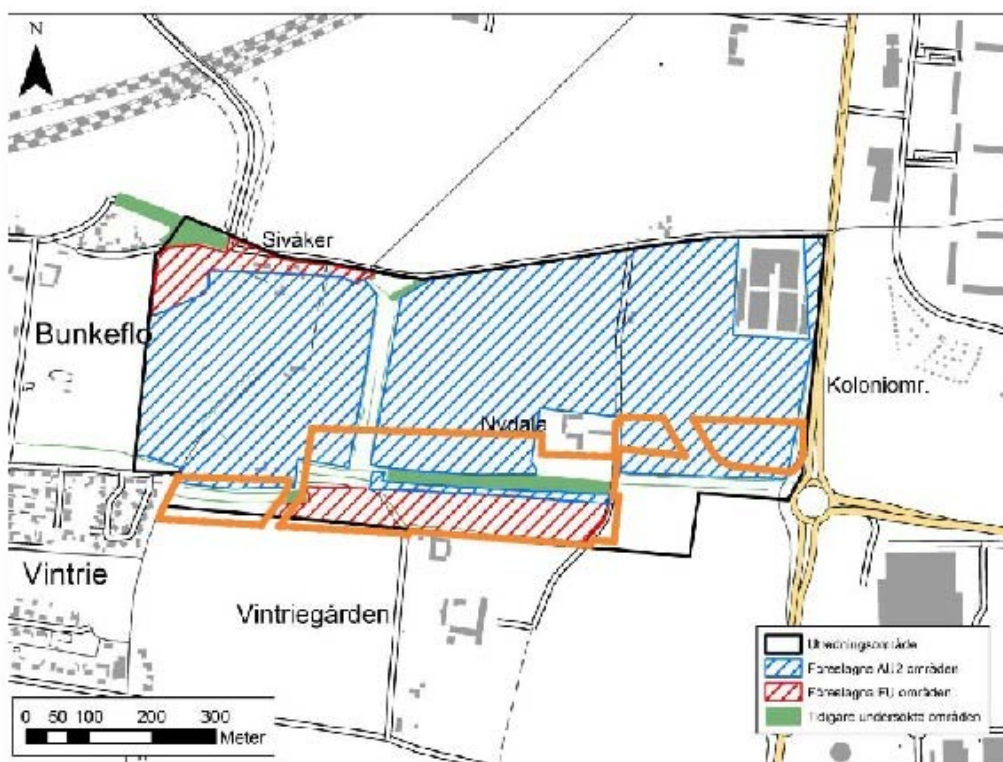 N
Sivåker
Bunkeflo
Koloniomr.
Nydala
Vintrie
Vintriegården
Utredningsområde
Föreslagna AU2 områden
Föreslagna FU områden
Tidigare undersökta områden
0 50 100 200 300
Meter